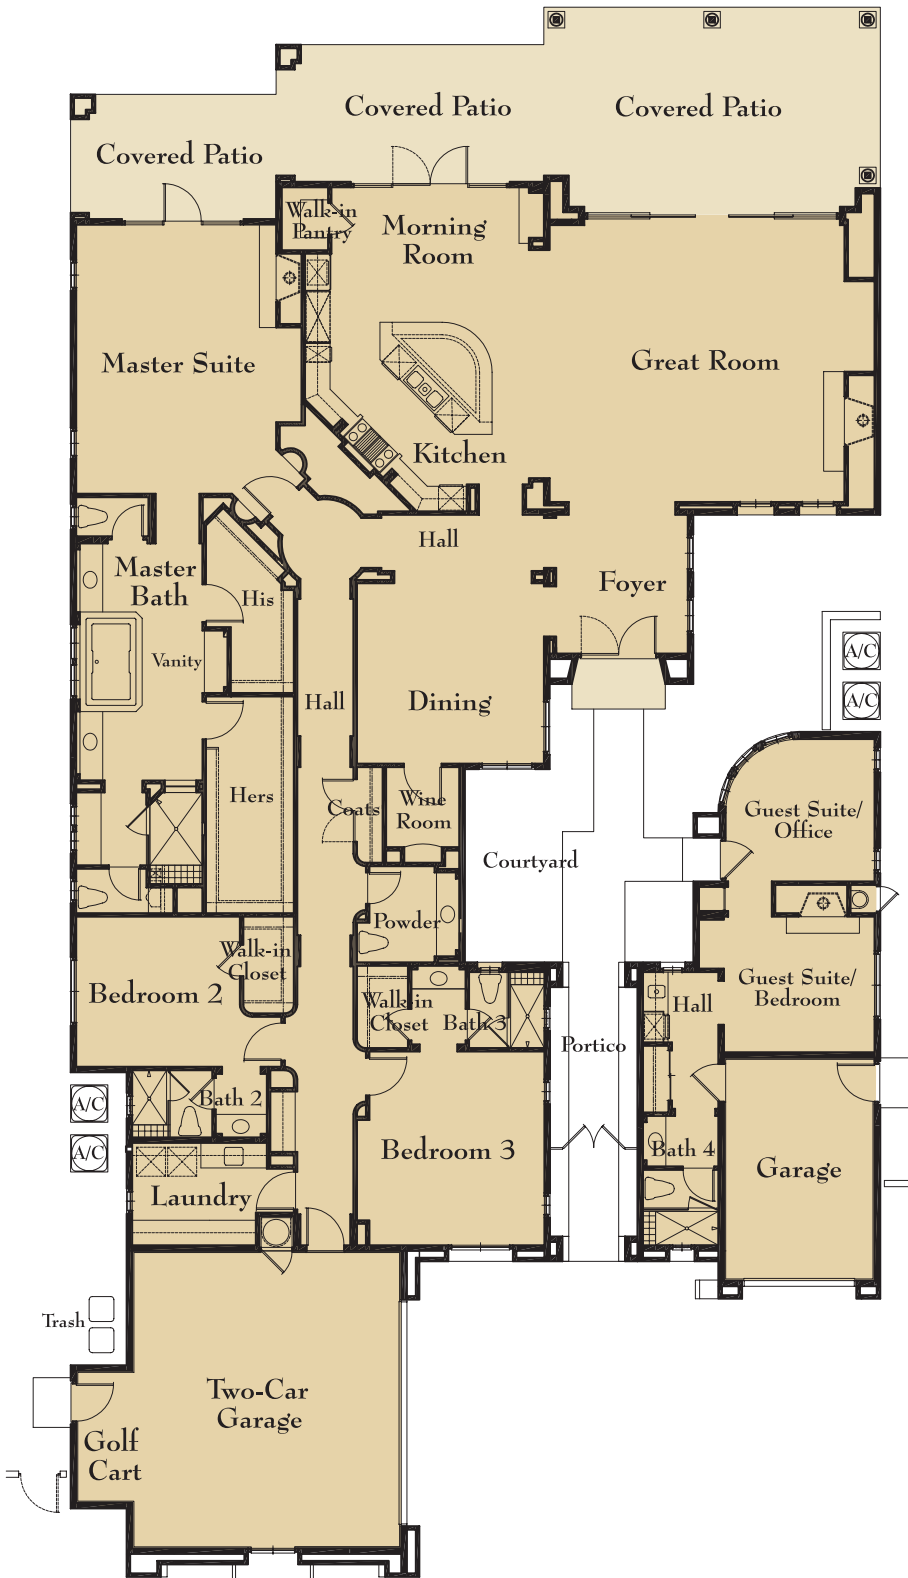 Covered Patio
Covered Patio
Covered Patio
Walk-in
Pantry
Morning
Room
Master Suite
Great Room
Kitchen
Hall
Master
Bath
His
Foyer
Vanity
A/C
A/C
Hall
Dining
Hers
Coats
Wine
Room
Guest Suite/
Office
Courtyard
Powder
Walk-in
Closet
Bedroom 2
Guest Suite/
Bedroom
Hall
Walk-in
Closet
Bath 3
Portico
A/C
A/C
Bath 2
Bedroom 3
Bath 4
Garage
Laundry
Trash
Two-Car
Garage
Golf
Cart